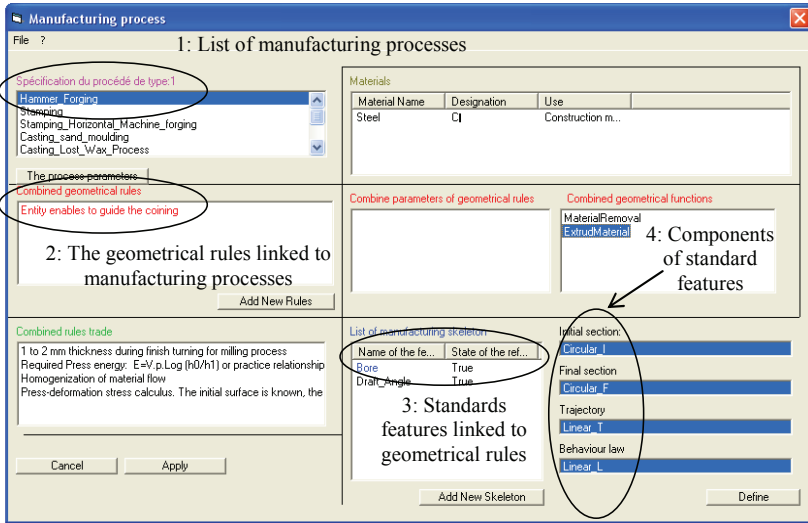 Manufacturing process
File ?
1: List of manufacturing processes
Spécification du procédé de type:1
Hammer_Forging
Stamping
Stamping_Horizontal_Machine_forging
Casting_sand_moulding
Casting_Lost_Wax_Process
The process parameters
Materials
Material Name Designation Use
Steel CI Construction m...
Combined geometrical rules
Entity enables to guide the coining
2: The geometrical rules linked to
manufacturing processes
Add New Rules
Combine parameters of geometrical rules
Combined geometrical functions
MaterialRemoval
ExtrudMaterial
4: Components
of standard
features
Combined rules trade
1 to 2 mm thickness during finish turning for milling process
Required Press energy: E=V.p.Log (h0/h1) or practice relationship
Homogenization of material flow
Press-deformation stress calculus. The initial surface is known, the
Cancel Apply
List of manufacturing skeleton
Name of the fe... State of the ref...
Bore True
Draft_Angle True
3: Standards
features linked to
geometrical rules
Add New Skeleton
Initial section:
Circular_I
Final section
Circular_F
Trajectory
Linear_T
Behaviour law
Linear_L
Define